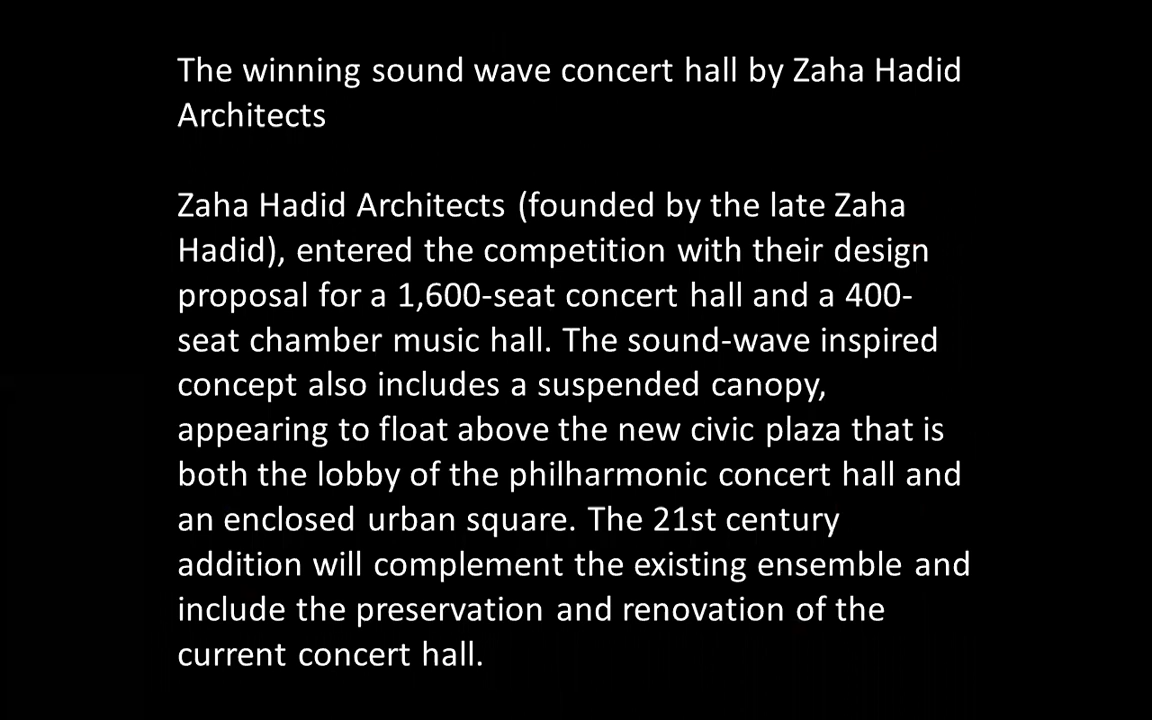 The winning sound wave concert hall by Zaha Hadid
Architects
Zaha Hadid Architects (founded by the late Zaha
Hadid), entered the competition with their design
proposal for a 1,600-seat concert hall and a 400-
seat chamber music hall. The sound-wave inspired
concept also includes a suspended canopy,
appearing to float above the new civic plaza that is
both the lobby of the philharmonic concert hall and
an enclosed urban square. The 21st century
addition will complement the existing ensemble and
include the preservation and renovation of the
current concert hall.